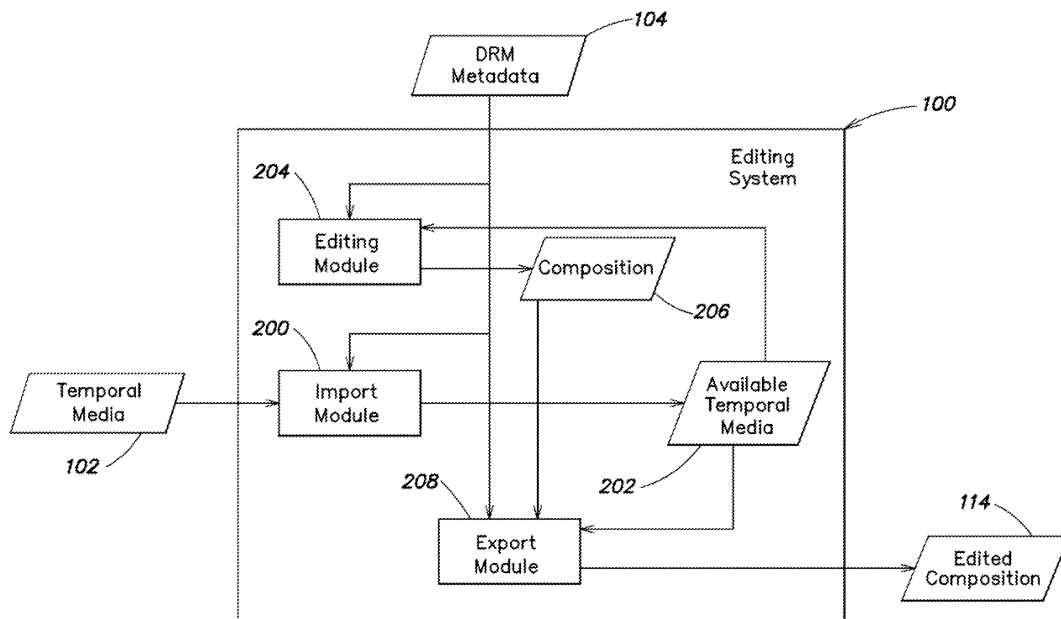 104
DRM
Metadata
100
Editing
System
204
Editing
Module
Composition
206
200
Temporal
Media
102
Import
Module
Available
Temporal
Media
202
208
Export
Module
114
Edited
Composition